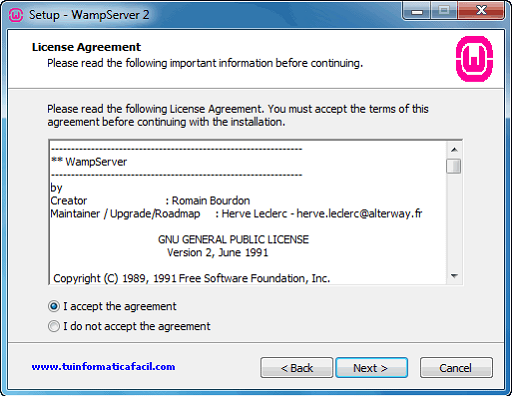 Setup - WampServer 2
License Agreement
Please read the following important information before continuing.
Please read the following License Agreement. You must accept the terms of this
agreement before continuing with the installation.
---------------------------------------------------------------
** WampServer
---------------------------------------------------------------
by
Creator : Romain Bourdon
Maintainer / Upgrade/Roadmap : Herve Leclerc - herve.leclerc@alterway.fr
GNU GENERAL PUBLIC LICENSE
Version 2, June 1991
Copyright (C) 1989, 1991 Free Software Foundation, Inc.
I accept the agreement
I do not accept the agreement
www.tuinformaticafacil.com
< Back Next > Cancel